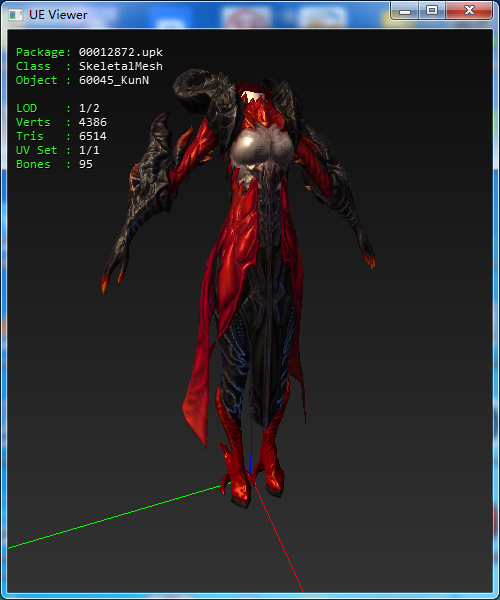 UE Viewer
Package: 00012872.upk
Class : SkeletalMesh
Object : 60045_KunN
LOD : 1/2
Verts : 4386
Tris : 6514
UV Set : 1/1
Bones : 95